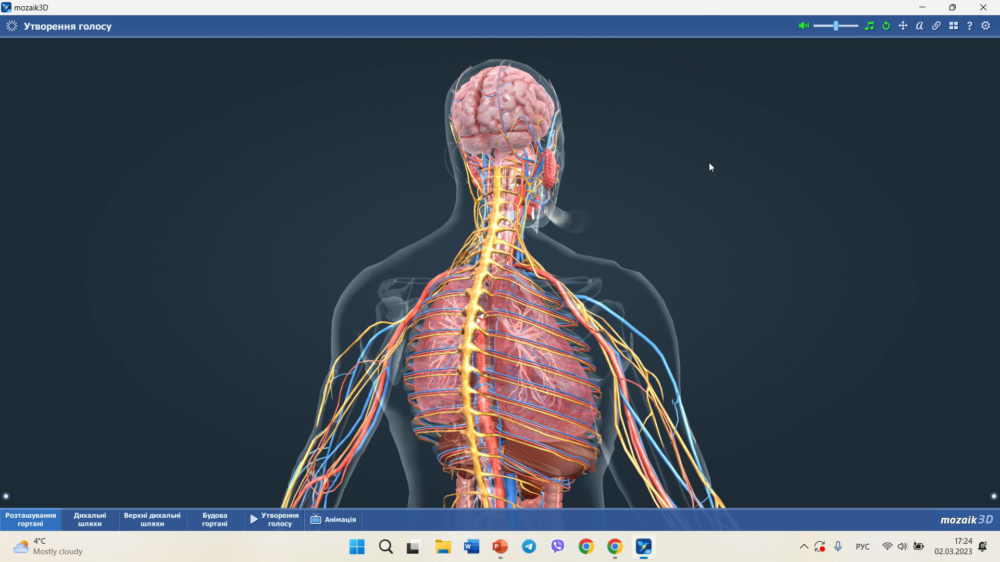 mozaik3D
Утворення голосу
a
?
Розташування
гортані
Дихальні
шляхи
Верхні дихальні
шляхи
Будова
гортані
Утворення
голосу
Анімація
mozaik3D
4°C
Mostly cloudy
W
P
3D
РУС
17:24
02.03.2023